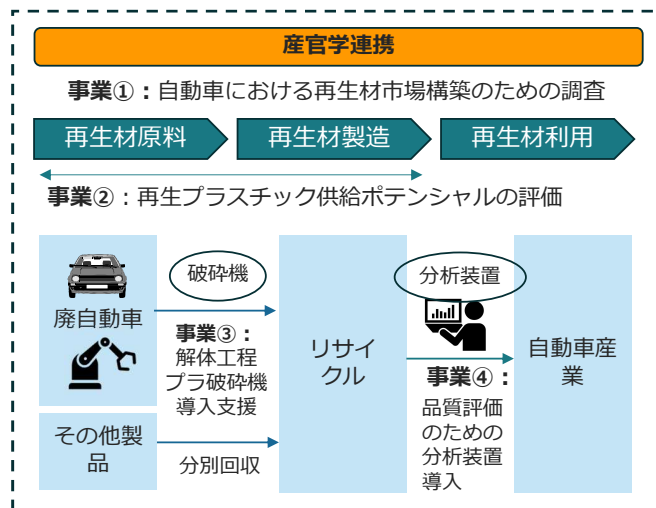 産官学連携
事業①：自動車における再生材市場構築のための調査
再生材原料
再生材製造
再生材利用
事業②：再生プラスチック供給ポテンシャルの評価
廃自動車
破砕機
事業③：
解体工程
プラ破砕機
導入支援
その他製
品
分別回収
リサイ
クル
分析装置
事業④：
品質評価
のための
分析装置
導入
自動車産
業